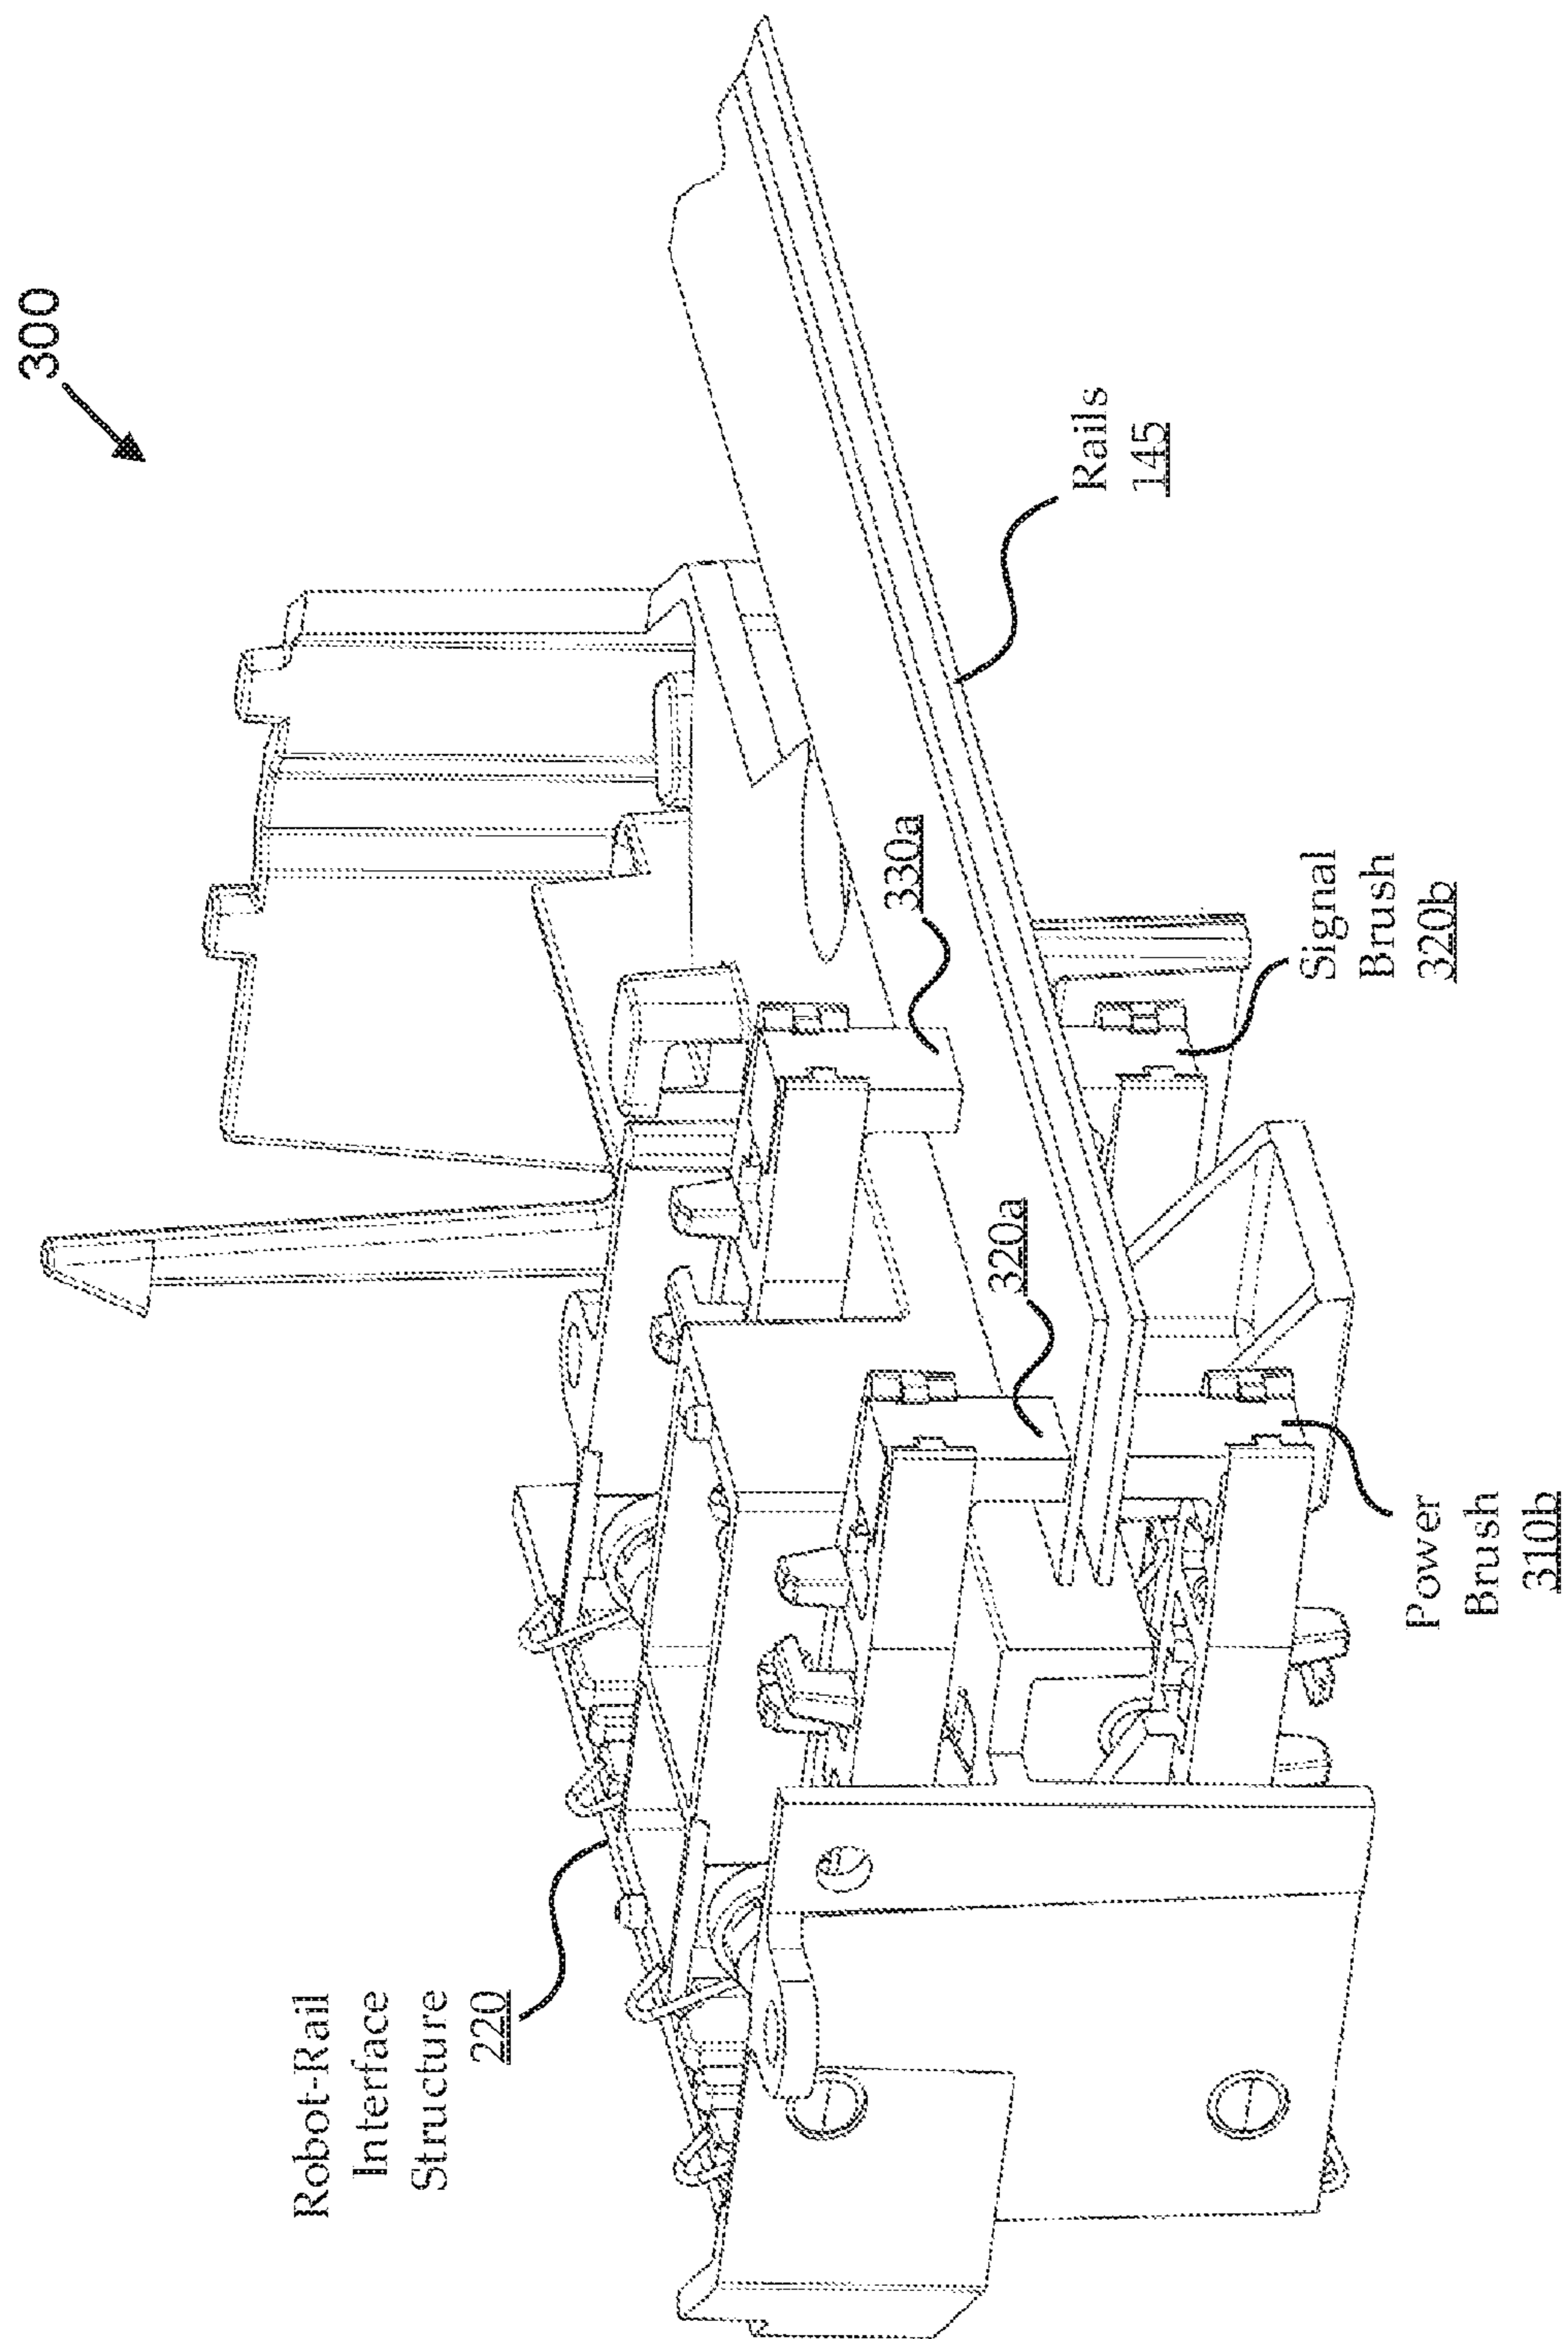 300
Robot-Rail
Interface
Structure
220
Rails
145
330a
320a
Signal
Brush
320b
Power
Brush
310b